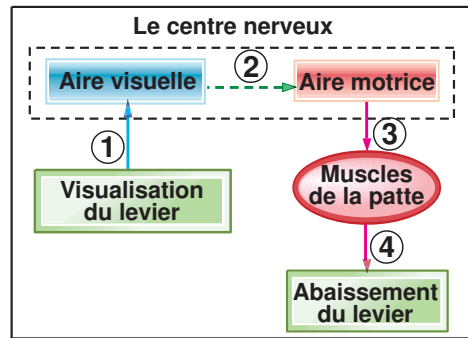 Le centre nerveux
Aire visuelle
2
Aire motrice
1
3
Visualisation
du levier
Muscles
de la patte
4
Abaissement
du levier